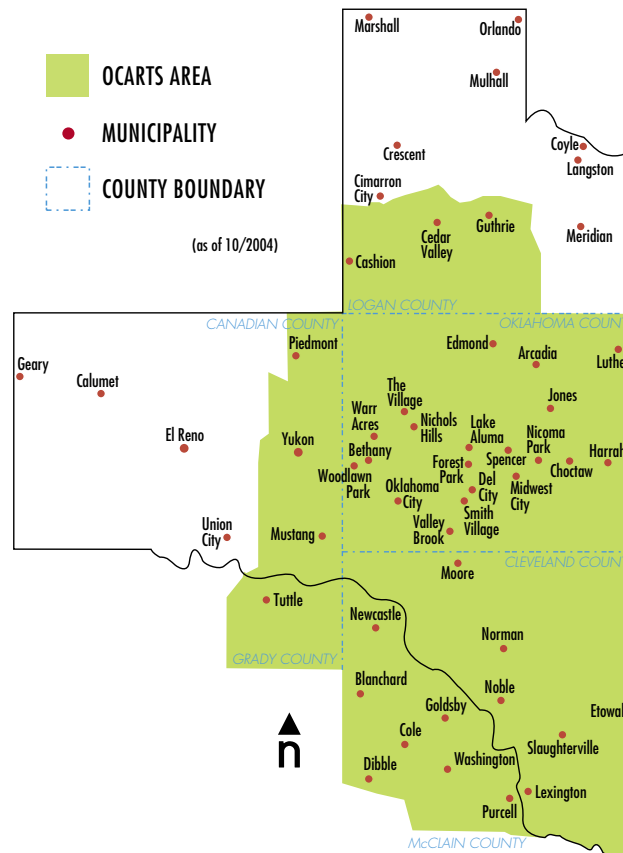 OCARTS AREA
MUNICIPALITY
COUNTY BOUNDARY
(as of 10/2004)
Marshall
Orlando
Mulhall
Crescent
Coyle
Langston
Cimarron
City
Cedar
Valley
Guthrie
Meridian
Cashion
LOGAN COUNTY
CANADIAN COUNTY
OKLAHOMA COUN
Piedmont
Edmond
Arcadia
Luthe
Geary
Calumet
The
Village
Jones
Warr
Acres
Nichols
Hills
Lake
Aluma
Nicoma
Park
El Reno
Yukon
Bethany
Woodlawn
Park
Forest
Park
Spencer
Choctaw
Harrah
Oklahoma
City
Del
City
Midwest
City
Smith
Village
Valley
Brook
Union
City
Mustang
CLEVELAND COUN
Moore
Tuttle
Newcastle
Norman
GRADY COUNTY
Blanchard
Noble
Goldsby
Etowah
Cole
Slaughterville
n
Dibble
Washington
Lexington
Purcell
McCLAIN COUNTY